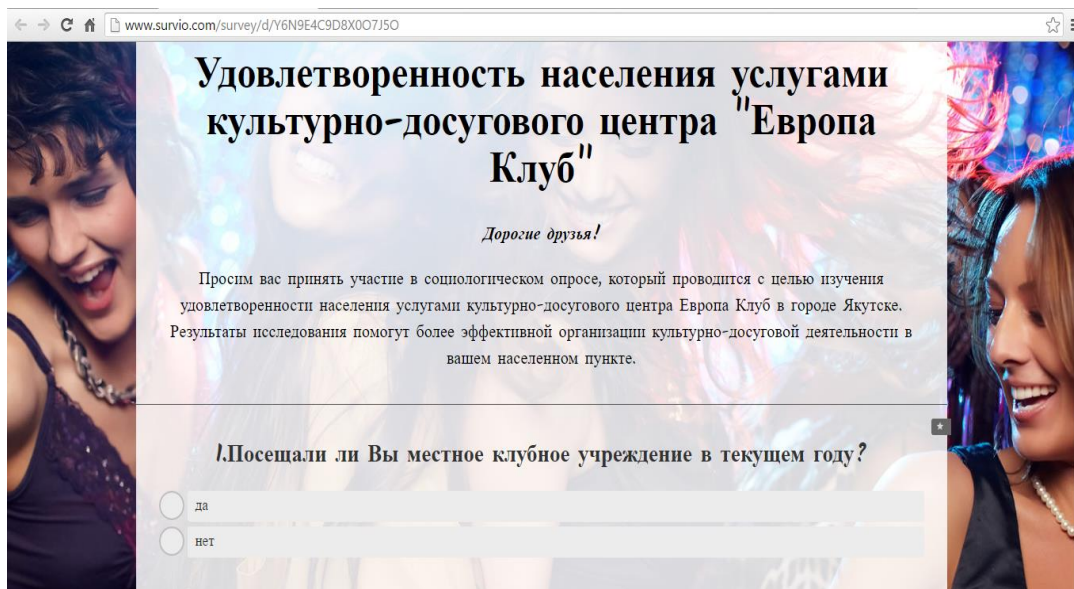 www.survio.com/survey/d/Y6N9E4C9D8X0O7J5O
Удовлетворенность населения услугами
культурно-досугового центра "Европа
Клуб"
Дорогие друзья!
Просим вас принять участие в социологическом опросе, который проводится с целью изучения
удовлетворенности населения услугами культурно-досугового центра Европа Клуб в городе Якутске.
Результаты исследования помогут более эффективной организации культурно-досуговой деятельности в
вашем населенном пункте.
1.Посещали ли Вы местное клубное учреждение в текущем году?
да
нет